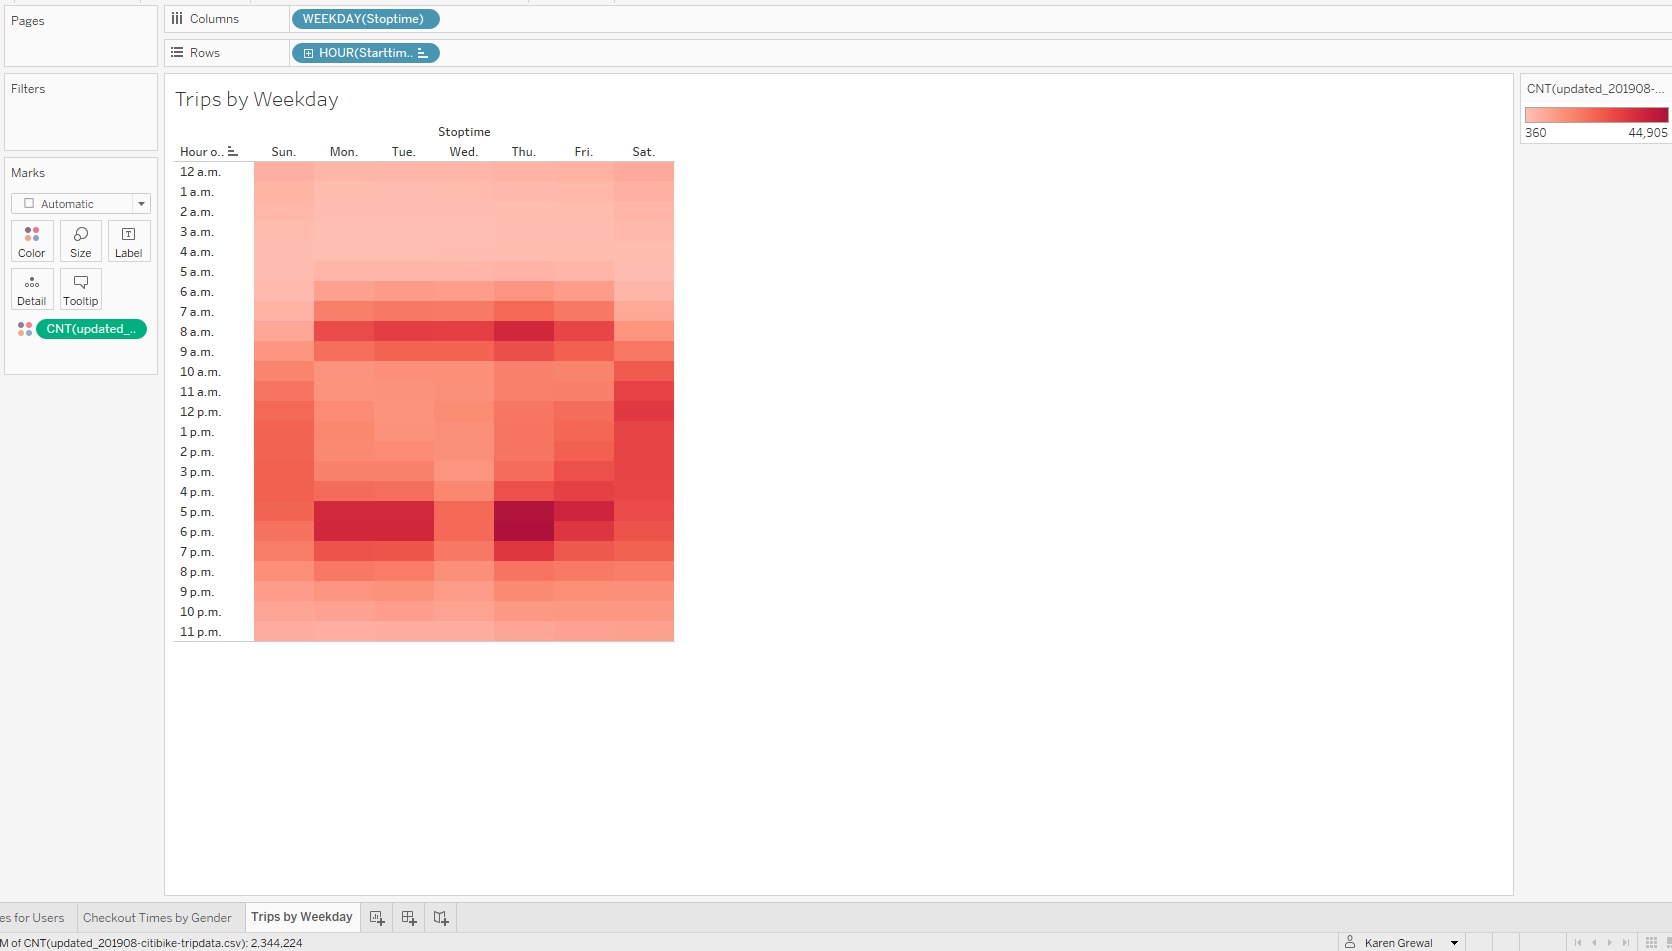 Pages
Columns
WEEKDAY(Stoptime)
Rows
HOUR(Starttim..
Filters
Marks
Automatic
Color
Size
Label
Detail
Tooltip
CNT(updated_..
Trips by Weekday
Stoptime
Hour o.. Sun. Mon. Tue. Wed. Thu. Fri. Sat.
12 a.m.
1 a.m.
2 a.m.
3 a.m.
4 a.m.
5 a.m.
6 a.m.
7 a.m.
8 a.m.
9 a.m.
10 a.m.
11 a.m.
12 p.m.
1 p.m.
2 p.m.
3 p.m.
4 p.m.
5 p.m.
6 p.m.
7 p.m.
8 p.m.
9 p.m.
10 p.m.
11 p.m.
CNT(updated_201908-...
360 44,905
es for Users Checkout Times by Gender Trips by Weekday
M of CNT(updated_201908-citibike-tripdata.csv): 2,344,224
Karen Grewal